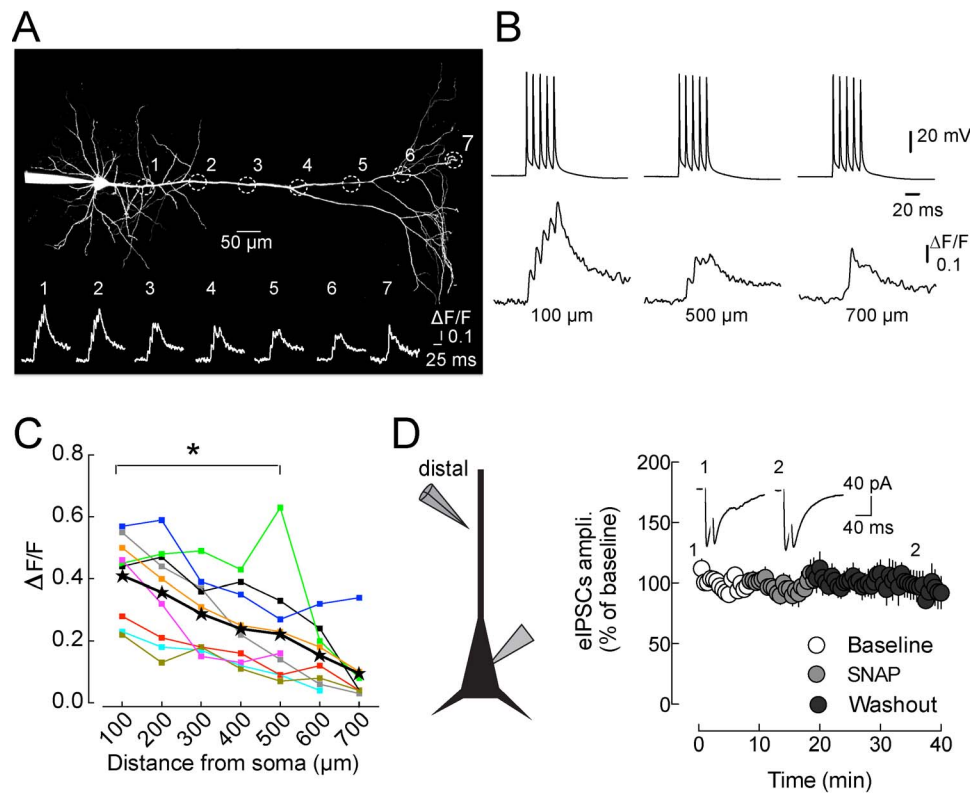 A
1
2
3
4
5
6
7
50 µm
1
2
3
4
5
6
7
ΔF/F
0.1
25 ms
B
20 mV
20 ms
ΔF/F
0.1
100 µm
500 µm
700 µm
C
0.8
*
0.6
0.4
0.2
0.0
ΔF/F
100
200
300
400
500
600
700
Distance from soma (µm)
D
distal
200
150
100
50
0
eIPSCs ampli.
(% of baseline)
1
2
40 pA
40 ms
1
2
Baseline
SNAP
Washout
0
10
20
30
40
Time (min)